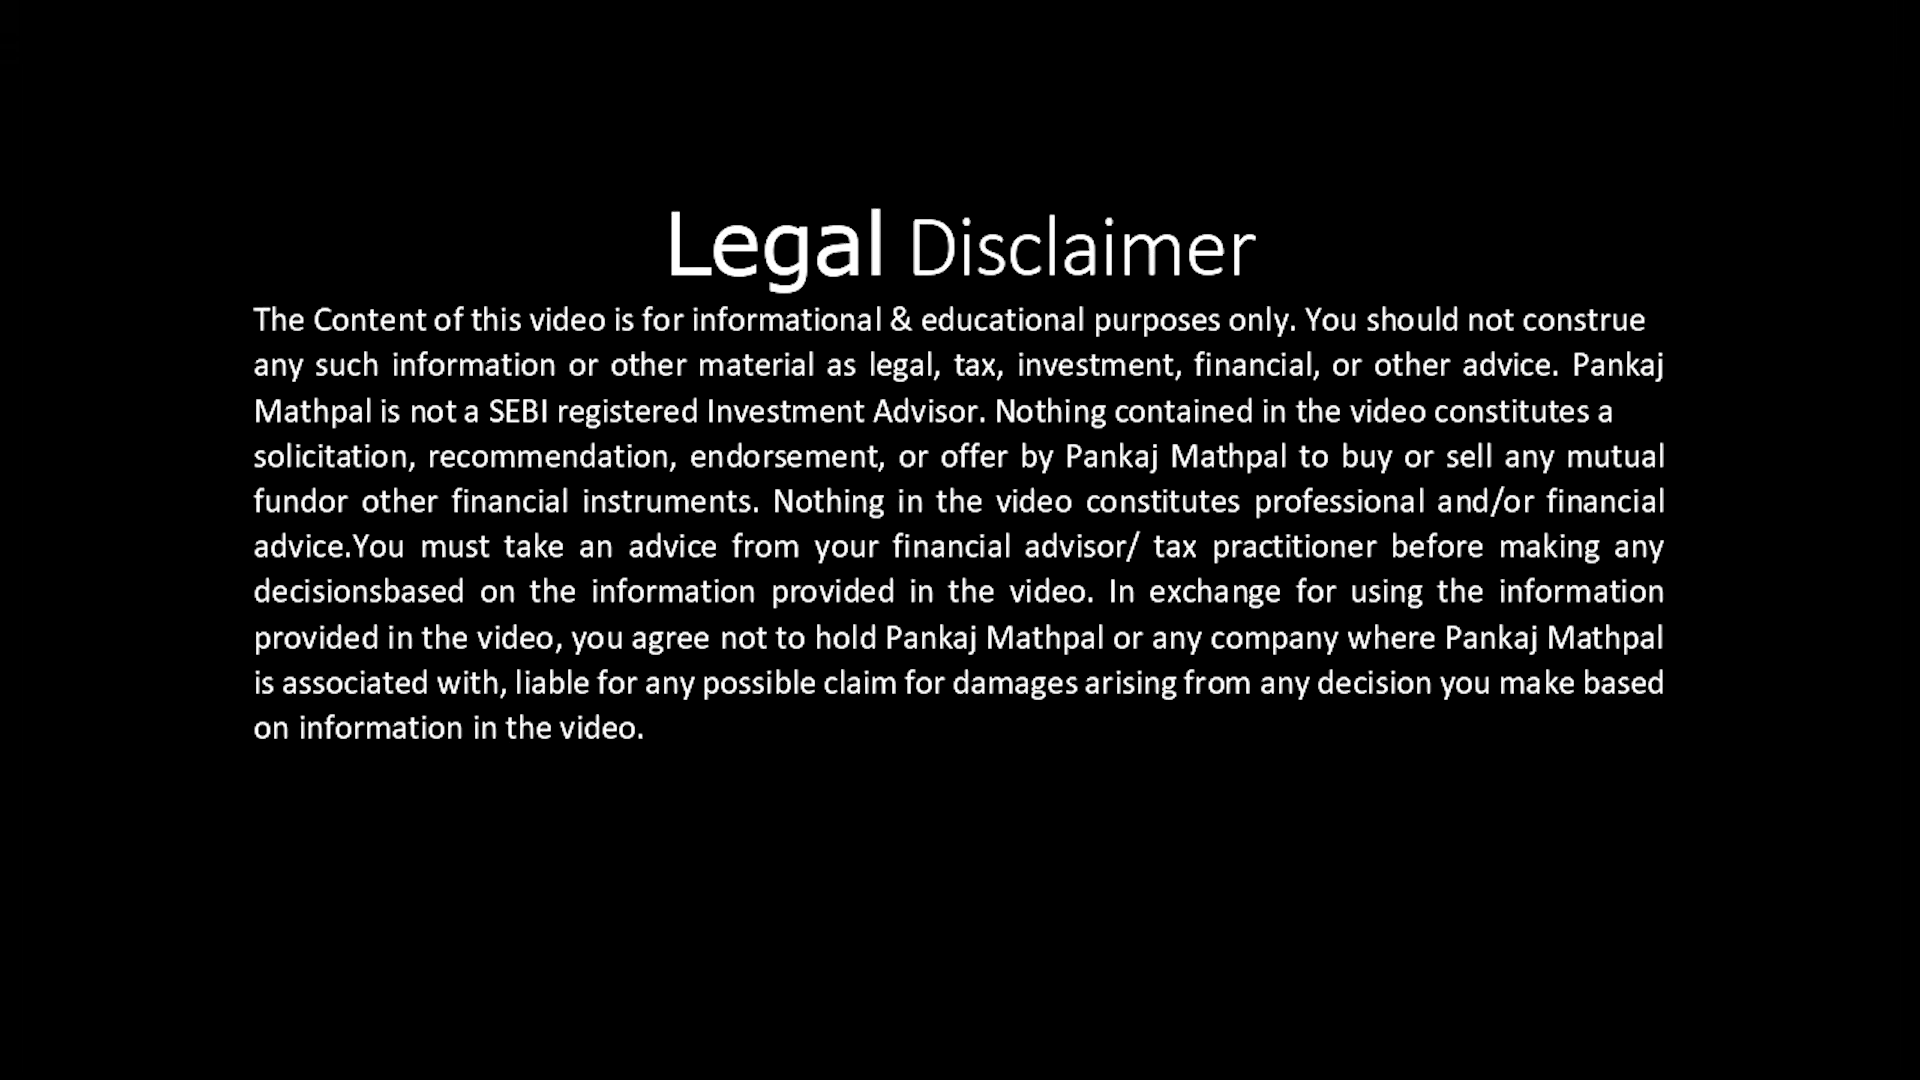 Legal Disclaimer
The Content of this video is for informational & educational purposes only. You should not construe
any such information or other material as legal, tax, investment, financial, or other advice. Pankaj
Mathpal is not a SEBI registered Investment Advisor. Nothing contained in the video constitutes a
solicitation, recommendation, endorsement, or offer by Pankaj Mathpal to buy or sell any mutual
fundor other financial instruments. Nothing in the video constitutes professional and/or financial
advice.You must take an advice from your financial advisor/ tax practitioner before making any
decisionsbased on the information provided in the video. In exchange for using the information
provided in the video, you agree not to hold Pankaj Mathpal or any company where Pankaj Mathpal
is associated with, liable for any possible claim for damages arising from any decision you make based
on information in the video.